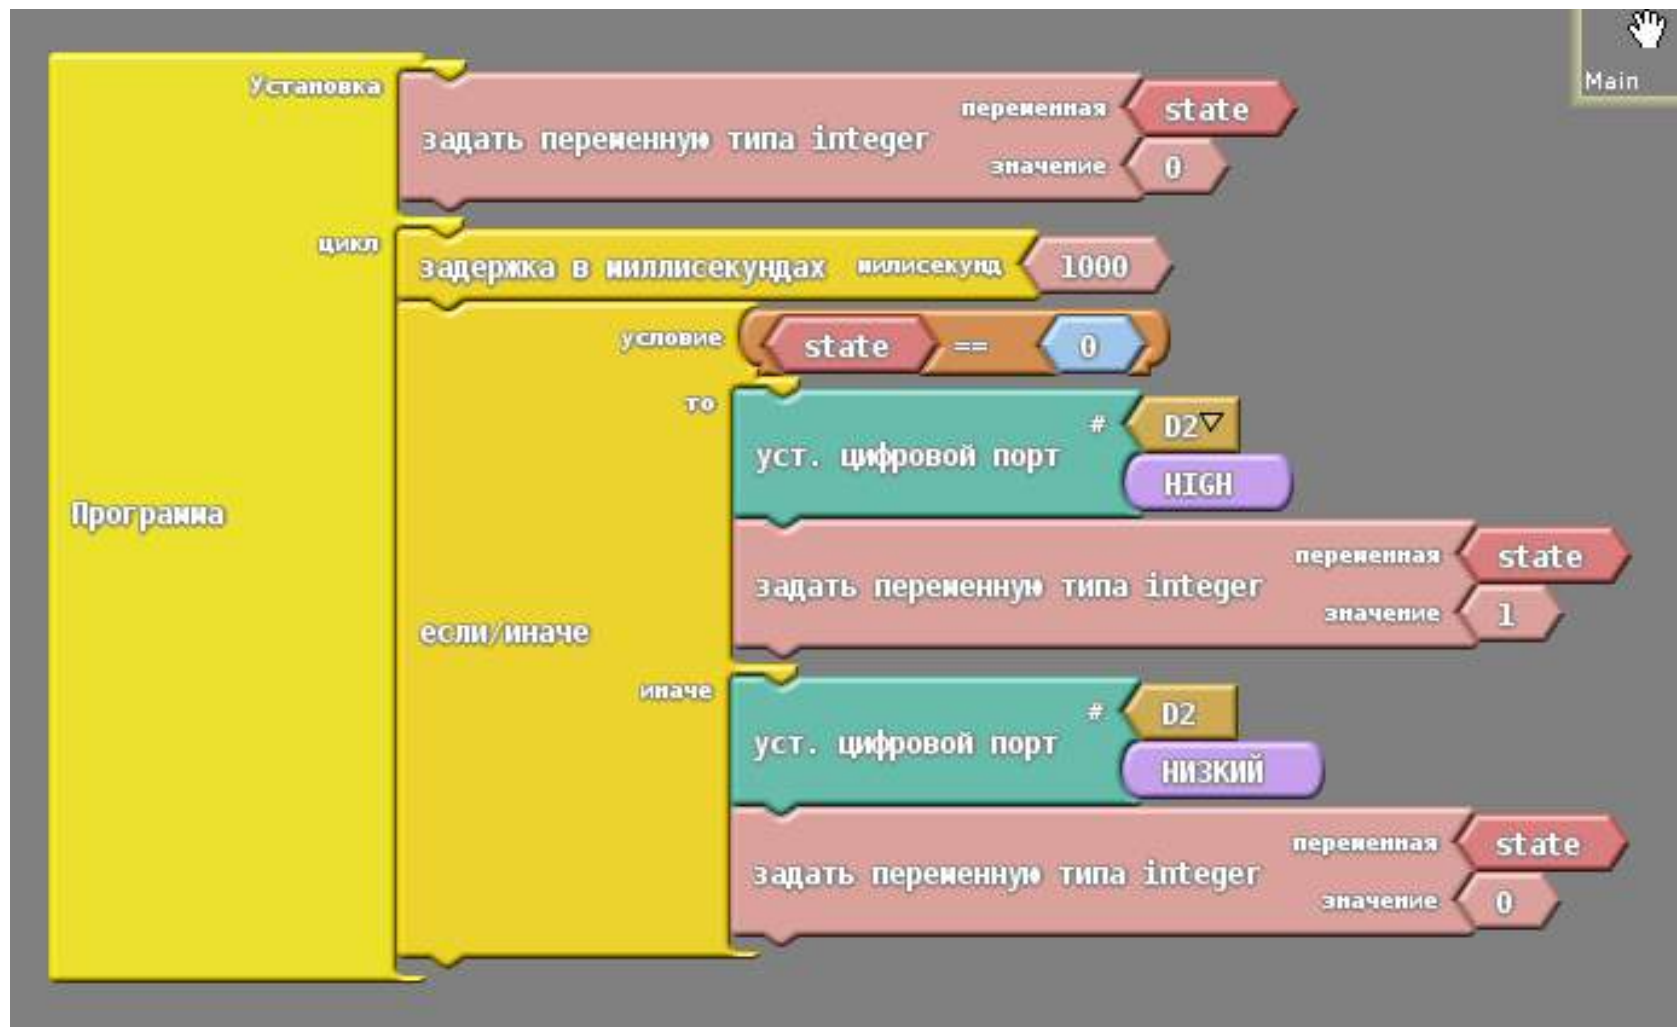 Main
Программа
Установка
задать переменную типа integer
переменная state
значение 0
цикл
задержка в миллисекундах милисекунд 1000
если/иначе
условие state == 0
то
уст. цифровой порт # D2
HIGH
задать переменную типа integer
переменная state
значение 1
иначе
уст. цифровой порт # D2
НИЗКИЙ
задать переменную типа integer
переменная state
значение 0